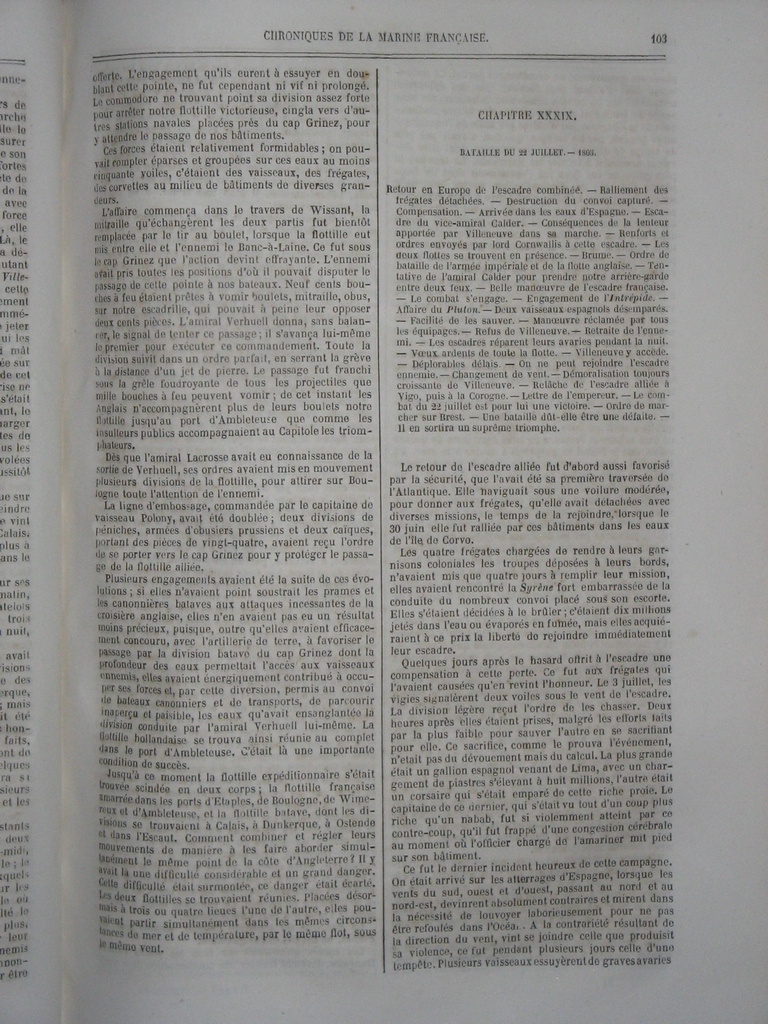 CHRONIQUES DE LA MARINE FRANÇAISE. 103
offerte. L'engagement qu'ils eurent à essuyer en dou-
blant cette pointe, ne fut cependant ni vif ni prolongé.
Le commodore ne trouvant point sa division assez forte
pour arrêter notre flottille victorieuse, cingla vers d'au-
tres stations navales placées près du cap Grinez, pour
y attendre le passage de nos bâtiments.
Ces forces étaient relativement formidables; on pou-
vait compter éparses et groupées sur ces eaux au moins
cinquante voiles, c'étaient des vaisseaux, des frégates,
des corvettes au milieu de bâtiments de diverses gran-
deurs.
L'affaire commença dans le travers de Wissant, la
mitraille qu'échangèrent les deux partis fut bientôt
remplacée par le tir au boulet, lorsque la flottille eut
mis entre elle et l'ennemi le Banc-à-Laine. Ce fut sous
le cap Grinez que l'action devint effrayante. L'ennemi
avait pris toutes les positions d'où il pouvait disputer le
passage de cette pointe à nos bateaux. Neuf cents bou-
ches à feu étaient prêtes à vomir boulets, mitraille, obus,
sur notre escadrille, qui pouvait à peine leur opposer
deux cents pièces. L'amiral Verhuell donna, sans balan-
cer, le signal de tenter ce passage; il s'avança lui-même
le premier pour exécuter ce commandement. Toute la
division suivit dans un ordre parfait, en serrant la grève
à la distance d'un jet de pierre. Le passage fut franchi
sous la grêle foudroyante de tous les projectiles que
mille bouches à feu peuvent vomir; de cet instant les
Anglais n'accompagnèrent plus de leurs boulets notre
flottille jusqu'au port d'Ambleteuse que comme les
insulteurs publics accompagnaient au Capitole les triom-
phateurs.
Dès que l'amiral Lacrosse avait eu connaissance de la
sortie de Verhuell, ses ordres avaient mis en mouvement
plusieurs divisions de la flottille, pour attirer sur Bou-
logne toute l'attention de l'ennemi.
La ligne d'embossage, commandée par le capitaine de
vaisseau Polony, avait été doublée; deux divisions de
péniches, armées d'obusiers prussiens et deux caïques,
portant des pièces de vingt-quatre, avaient reçu l'ordre
de se porter vers le cap Grinez pour y protéger le passa-
ge de la flottille alliée.
Plusieurs engagements avaient été la suite de ces évo-
lutions; si elles n'avaient point soustrait les prames et
les canonnières bataves aux attaques incessantes de la
croisière anglaise, elles n'en avaient pas eu un résultat
moins précieux, puisque, outre qu'elles avaient efficace-
ment concouru, avec l'artillerie de terre, à favoriser le
passage par la division batave du cap Grinez dont la
profondeur des eaux permettait l'accès aux vaisseaux
ennemis, elles avaient énergiquement contribué à occu-
per ses forces et, par cette diversion, permis au convoi
de bateaux canonniers et de transports, de parcourir
inaperçu et paisible, les eaux qu'avait ensanglantée la
division conduite par l'amiral Verhuell lui-même. La
flottille hollandaise se trouva ainsi réunie au complet
dans le port d'Ambleteuse. C'était là une importante
condition de succès.
Jusqu'à ce moment la flottille expéditionnaire s'était
trouvée scindée en deux corps; la flottille française
amarrée dans les ports d'Etaples, de Boulogne, de Wime-
reux et d'Ambleteuse, et la flottille batave, dont les di-
visions se trouvaient à Calais, à Dunkerque, à Ostende
et dans l'Escaut. Comment combiner et régler leurs
mouvements de manière à les faire aborder simul-
tanément le même point de la côte d'Angleterre? Il y
avait là une difficulté considérable et un grand danger.
Cette difficulté était surmontée, ce danger était écarté.
Les deux flottilles se trouvaient réunies. Placées désor-
mais à trois ou quatre lieues l'une de l'autre, elles pou-
vaient partir simultanément dans les mêmes circons-
tances de mer et de température, par le même flot, sous
le même vent.
CHAPITRE XXXIX.
BATAILLE DU 22 JUILLET. — 1805.
Retour en Europe de l'escadre combinée. — Ralliement des
frégates détachées. — Destruction du convoi capturé. —
Compensation. — Arrivée dans les eaux d'Espagne. — Esca-
dre du vice-amiral Calder. — Conséquences de la lenteur
apportée par Villeneuve dans sa marche. — Renforts et
ordres envoyés par lord Cornwallis à cette escadre. — Les
deux flottes se trouvent en présence. — Brume. — Ordre de
bataille de l'armée impériale et de la flotte anglaise. — Ten-
tative de l'amiral Calder pour prendre notre arrière-garde
entre deux feux. — Belle manœuvre de l'escadre française.
— Le combat s'engage. — Engagement de l'Intrépide. —
Affaire du Pluton. — Deux vaisseaux espagnols désemparés.
— Facilité de les sauver. — Manœuvre réclamée par tous
les équipages. — Refus de Villeneuve. — Retraite de l'enne-
mi. — Les escadres réparent leurs avaries pendant la nuit.
— Vœux ardents de toute la flotte. — Villeneuve y accède.
— Déplorables délais. — On ne peut rejoindre l'escadre
ennemie. — Changement de vent. — Démoralisation toujours
croissante de Villeneuve. — Relâche de l'escadre alliée à
Vigo, puis à la Corogne. — Lettre de l'empereur. — Le com-
bat du 22 juillet est pour lui une victoire. — Ordre de mar-
cher sur Brest. — Une bataille dût-elle être une défaite. —
Il en sortira un suprême triomphe.
Le retour de l'escadre alliée fut d'abord aussi favorisé
par la sécurité, que l'avait été sa première traversée de
l'Atlantique. Elle naviguait sous une voilure modérée,
pour donner aux frégates, qu'elle avait détachées avec
diverses missions, le temps de la rejoindre, lorsque le
30 juin elle fut ralliée par ces bâtiments dans les eaux
de l'île de Corvo.
Les quatre frégates chargées de rendre à leurs gar-
nisons coloniales les troupes déposées à leurs bords,
n'avaient mis que quatre jours à remplir leur mission,
elles avaient rencontré la Syrène fort embarrassée de la
conduite du nombreux convoi placé sous son escorte.
Elles s'étaient décidées à le brûler; c'étaient dix millions
jetés dans l'eau ou évaporés en fumée, mais elles acquié-
raient à ce prix la liberté de rejoindre immédiatement
leur escadre.
Quelques jours après le hasard offrit à l'escadre une
compensation à cette perte. Ce fut aux frégates qui
l'avaient causées qu'en revint l'honneur. Le 3 juillet, les
vigies signalèrent deux voiles sous le vent de l'escadre.
La division légère reçut l'ordre de les chasser. Deux
heures après elles étaient prises, malgré les efforts faits
par la plus faible pour sauver l'autre en se sacrifiant
pour elle. Ce sacrifice, comme le prouva l'événement,
n'était pas du dévouement mais du calcul. La plus grande
était un gallion espagnol venant de Lima, avec un char-
gement de piastres s'élevant à huit millions, l'autre était
un corsaire qui s'était emparé de cette riche proie. Le
capitaine de ce dernier, qui s'était vu tout d'un coup plus
riche qu'un nabab, fut si violemment atteint par ce
contre-coup, qu'il fut frappé d'une congestion cérébrale
au moment où l'officier chargé de l'amariner mit pied
sur son bâtiment.
Ce fut le dernier incident heureux de cette campagne.
On était arrivé sur les atterrages d'Espagne, lorsque les
vents du sud, ouest et d'ouest, passant au nord et au
nord-est, devinrent absolument contraires et mirent dans
la nécessité de louvoyer laborieusement pour ne pas
être refoulés dans l'Océa.. A la contrariété résultant de
la direction du vent, vint se joindre celle que produisit
sa violence, ce fut pendant plusieurs jours celle d'une
tempête. Plusieurs vaisseaux essuyèrent de graves avaries